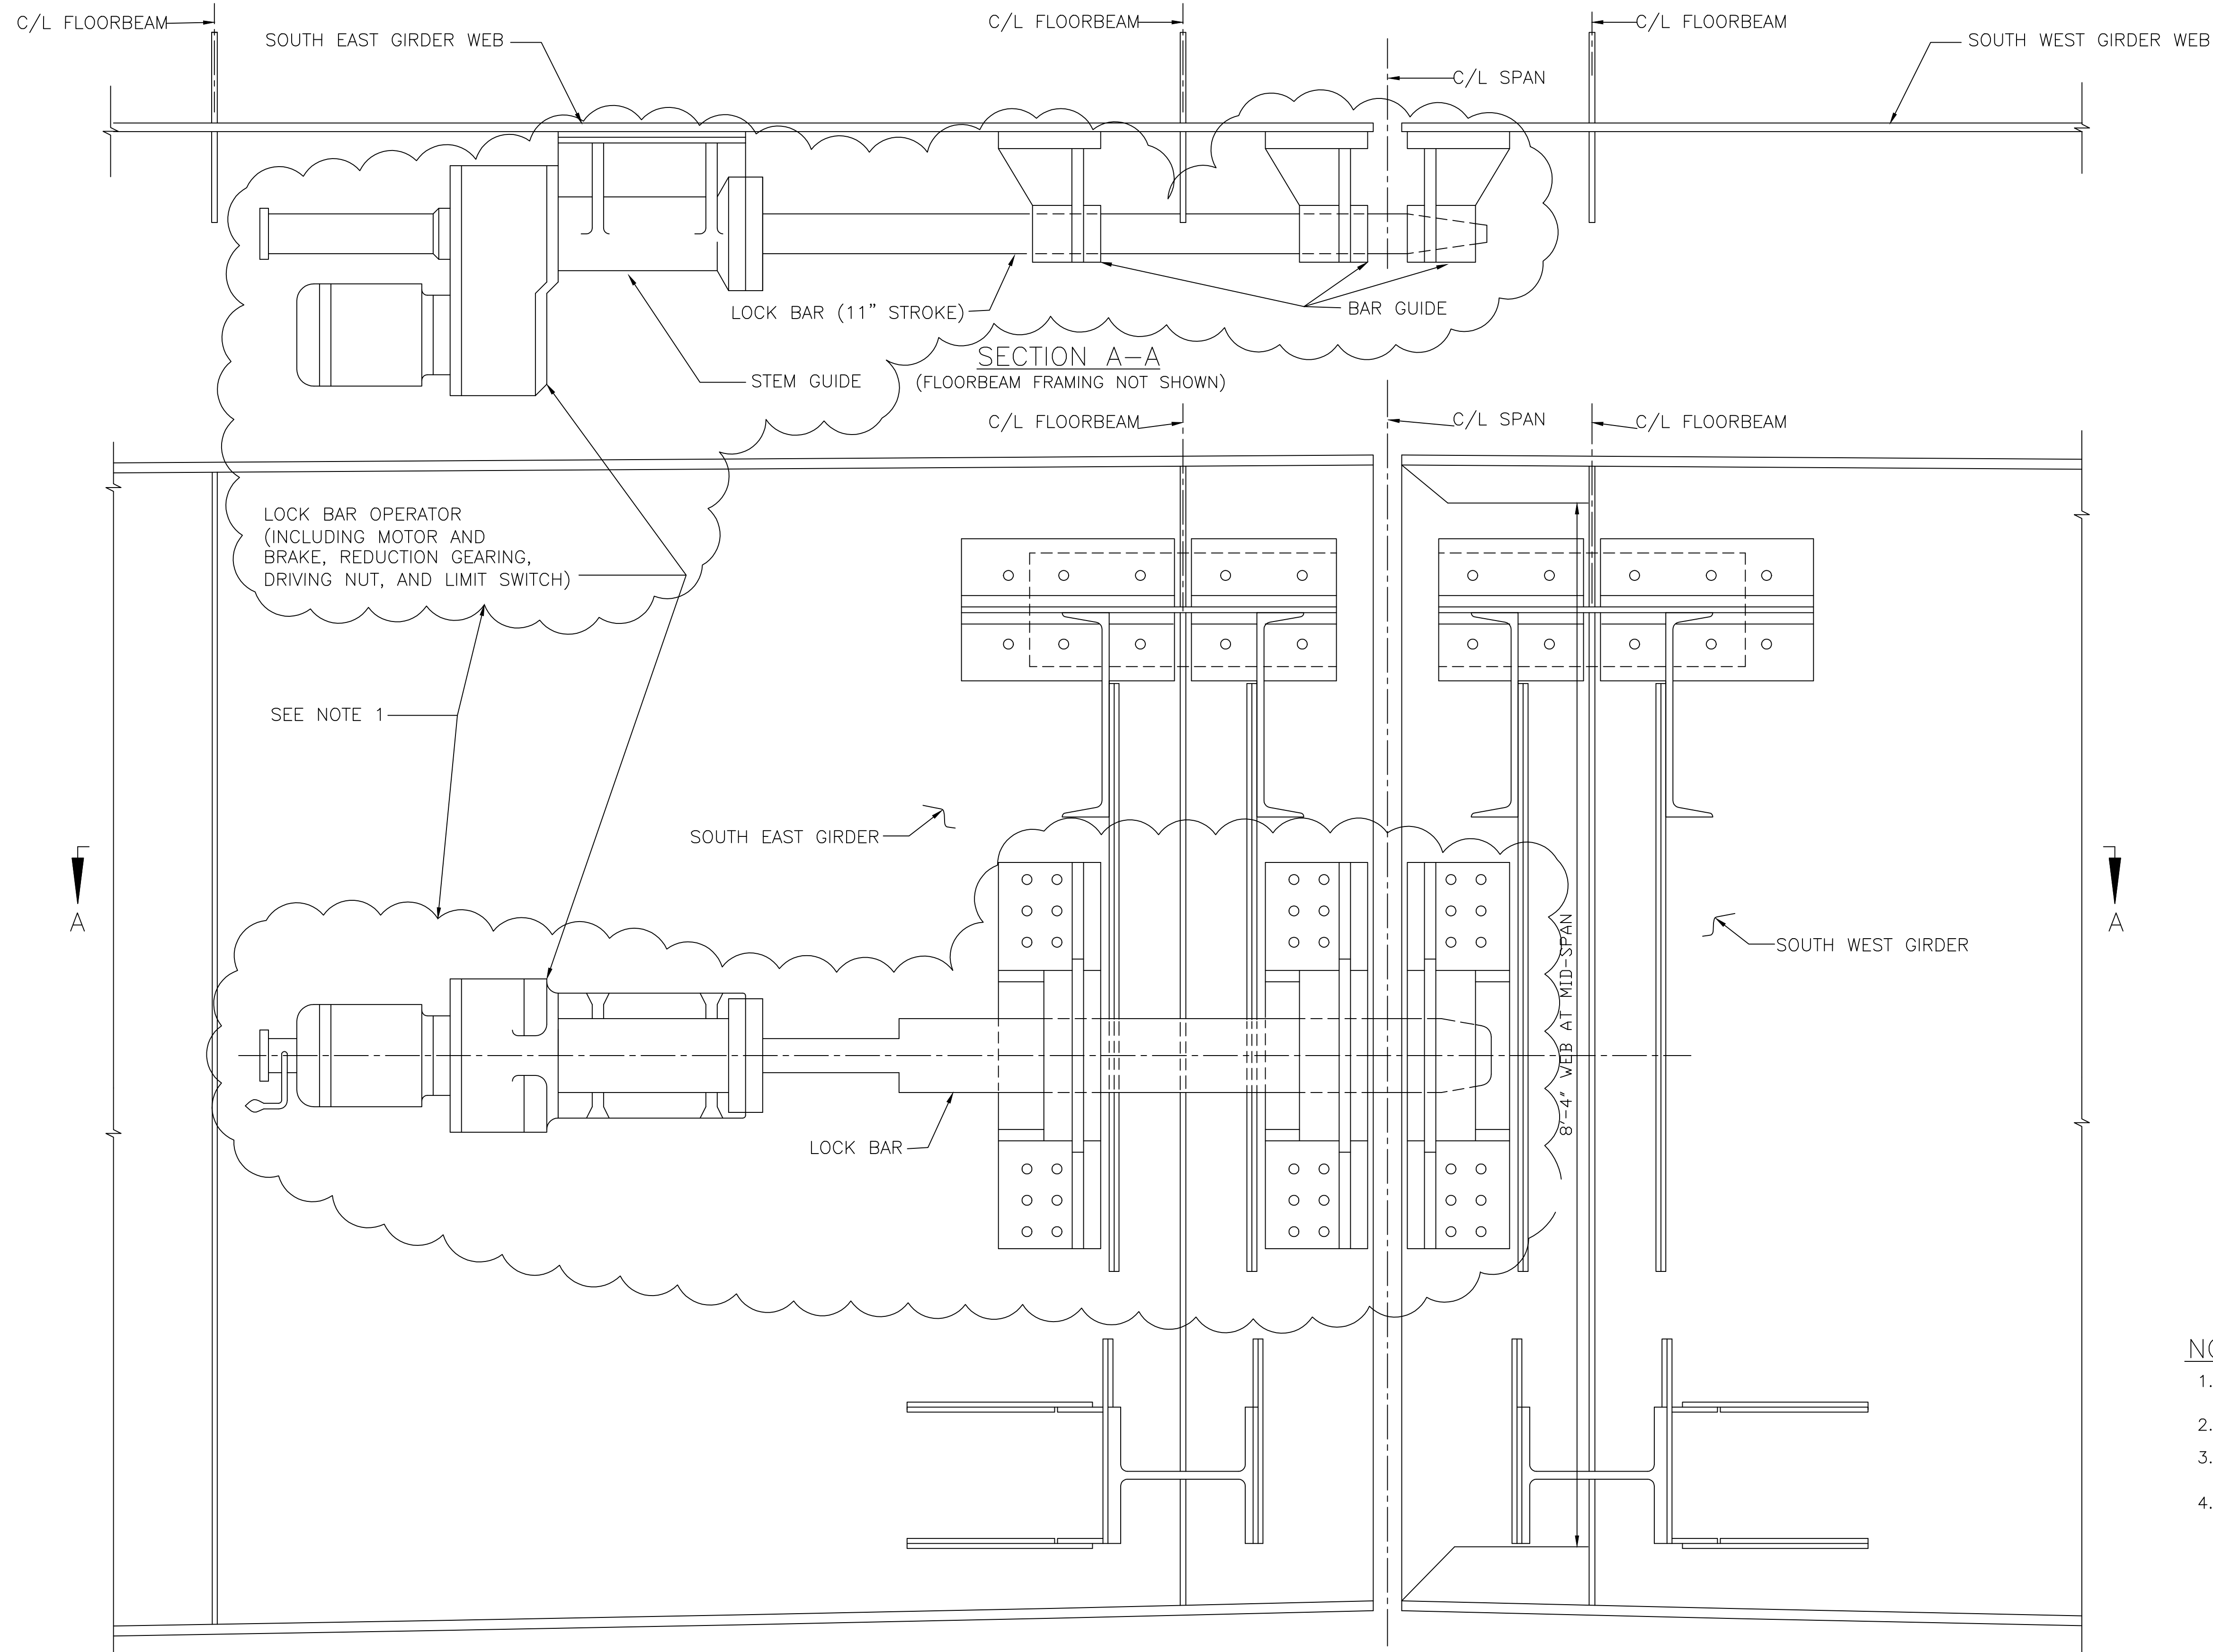 C/L FLOORBEAM
C/L FLOORBEAM
C/L FLOORBEAM
SOUTH EAST GIRDER WEB
SOUTH WEST GIRDER WEB
C/L SPAN
LOCK BAR (11" STROKE)
BAR GUIDE
SECTION A-A
(FLOORBEAM FRAMING NOT SHOWN)
STEM GUIDE
C/L FLOORBEAM
C/L SPAN
C/L FLOORBEAM
LOCK BAR OPERATOR
(INCLUDING MOTOR AND
BRAKE, REDUCTION GEARING,
DRIVING NUT, AND LIMIT SWITCH)
SEE NOTE 1
SOUTH EAST GIRDER
A
A
SOUTH WEST GIRDER
8'-4" WEB AT MID-SPAN
LOCK BAR
1.
2.
3.
4.